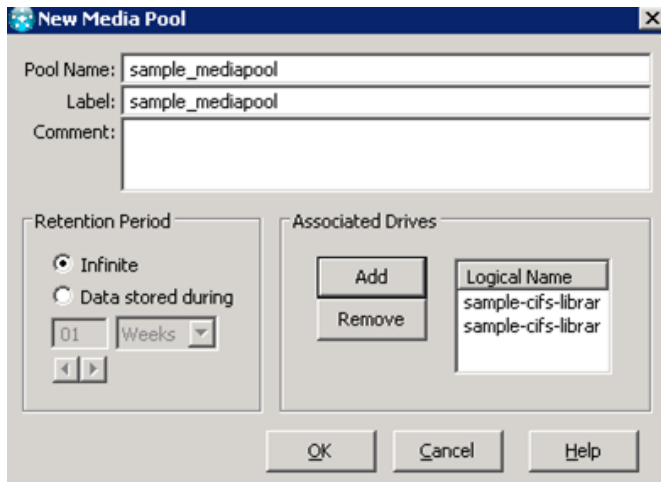 New Media Pool
Pool Name: sample_mediapool
Label: sample_mediapool
Comment:
Retention Period
Infinite
Data stored during
01 Weeks
Associated Drives
Add
Remove
Logical Name
sample-cifs-librar
sample-cifs-librar
OK
Cancel
Help